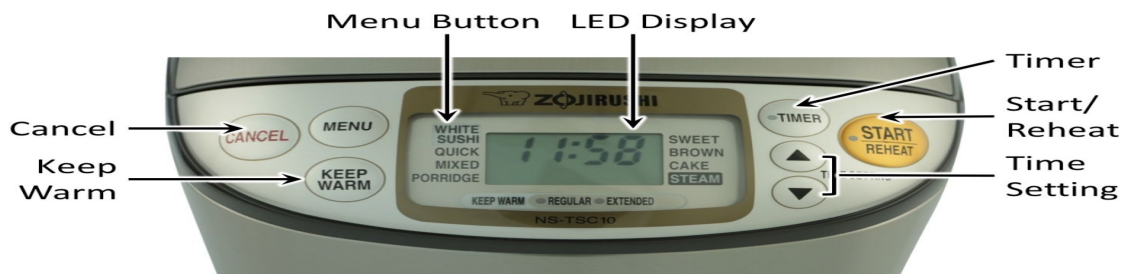 Menu Button
LED Display
Timer
Start/
Reheat
Time
Setting
Cancel
Keep
Warm
ZOJIRUSHI
CANCEL
MENU
KEEP
WARM
WHITE
SUSHI
QUICK
MIXED
PORRIDGE
11:58
SWEET
BROWN
CAKE
STEAM
KEEP WARM REGULAR EXTENDED
NS-TSC10
TIMER
START
REHEAT